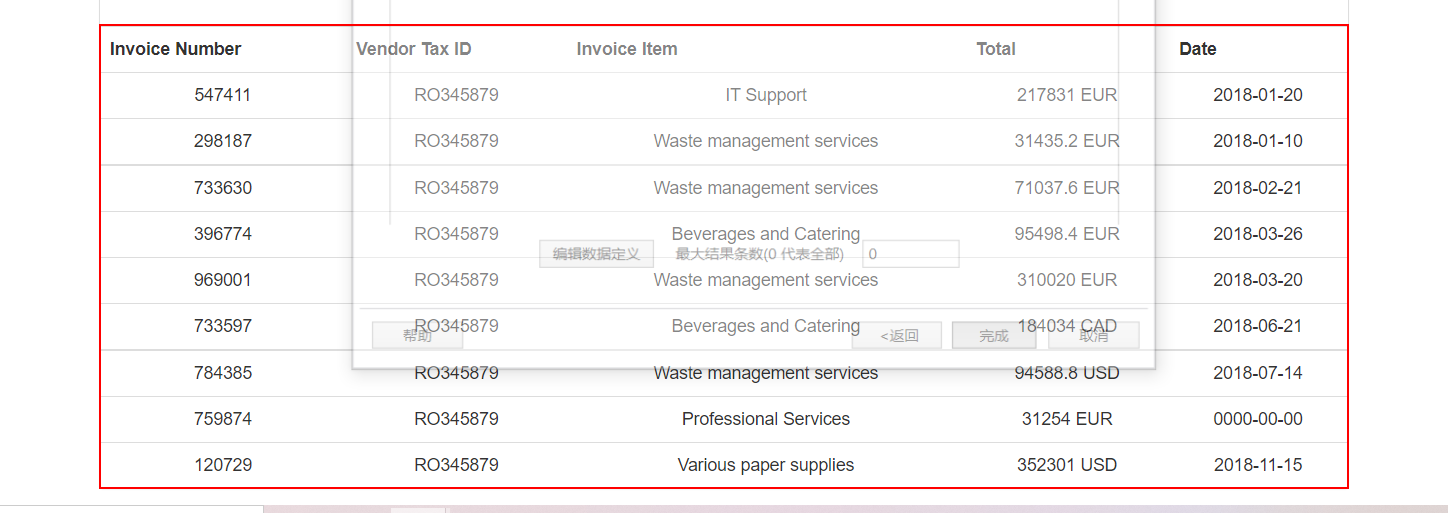 Invoice Number Vendor Tax ID Invoice Item Total Date
547411 RO345879 IT Support 217831 EUR 2018-01-20
298187 RO345879 Waste management services 31435.2 EUR 2018-01-10
733630 RO345879 Waste management services 71037.6 EUR 2018-02-21
396774 RO345879 Beverages and Catering 95498.4 EUR 2018-03-26
编辑数据定义 最大结果条数(0 代表全部) 0
969001 RO345879 Waste management services 310020 EUR 2018-03-20
733597 RO345879 Beverages and Catering 184034 CAD 2018-06-21
帮助 <返回 完成 取消
784385 RO345879 Waste management services 94588.8 USD 2018-07-14
759874 RO345879 Professional Services 31254 EUR 0000-00-00
120729 RO345879 Various paper supplies 352301 USD 2018-11-15